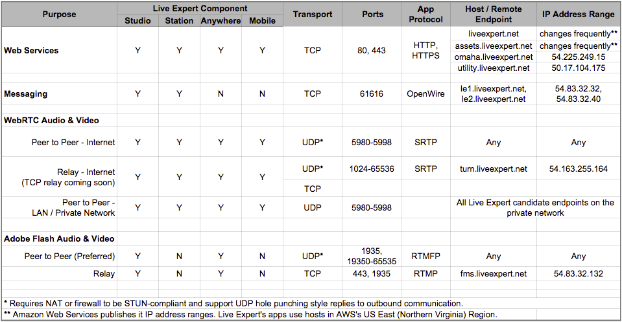 Purpose Live Expert Component Transport Ports App Protocol Host / Remote Endpoint IP Address Range
Studio Station Anywhere Mobile
Web Services Y Y Y Y TCP 80, 443 HTTP, HTTPS
liveexpert.net changes frequently**
assets.liveexpert.net changes frequently**
omaha.liveexpert.net 54.225.249.15
utility.liveexpert.net 50.17.104.175
Messaging Y Y N N TCP 61616 OpenWire le1.liveexpert.net, 54.83.32.32,
le2.liveexpert.net 54.83.32.40
WebRTC Audio & Video
Peer to Peer - Internet Y Y Y Y UDP* 5980-5998 SRTP Any Any
Relay - Internet Y Y Y Y UDP* 1024-65536 SRTP turn.liveexpert.net 54.163.255.164
(TCP relay coming soon) TCP
Peer to Peer - Y Y Y Y UDP 5980-5998 All Live Expert candidate endpoints on the
LAN / Private Network private network
Adobe Flash Audio & Video
Peer to Peer (Preferred) Y N Y N UDP* 1935, 19350-65535 RTMFP Any Any
Relay Y N Y N TCP 443, 1935 RTMP fms.liveexpert.net 54.83.32.132
* Requires NAT or firewall to be STUN-compliant and support UDP hole punching style replies to outbound communication.
** Amazon Web Services publishes it IP address ranges. Live Expert's apps use hosts in AWS's US East (Northern Virginia) Region.